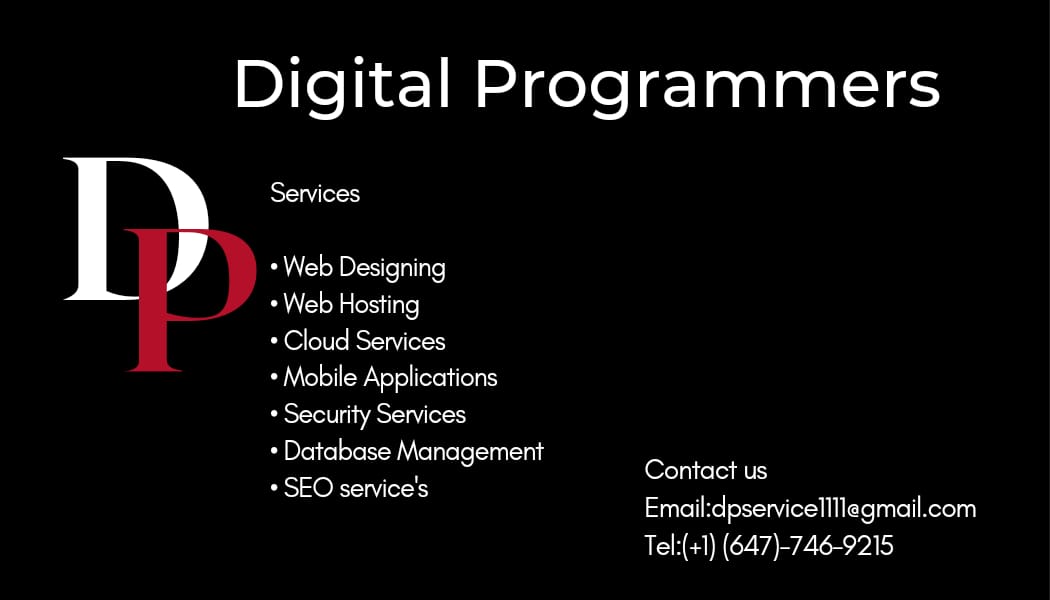 Digital Programmers
DP
Services
• Web Designing
• Web Hosting
• Cloud Services
• Mobile Applications
• Security Services
• Database Management
• SEO service's
Contact us
Email:dpservice1111@gmail.com
Tel:(+1) (647)-746-9215